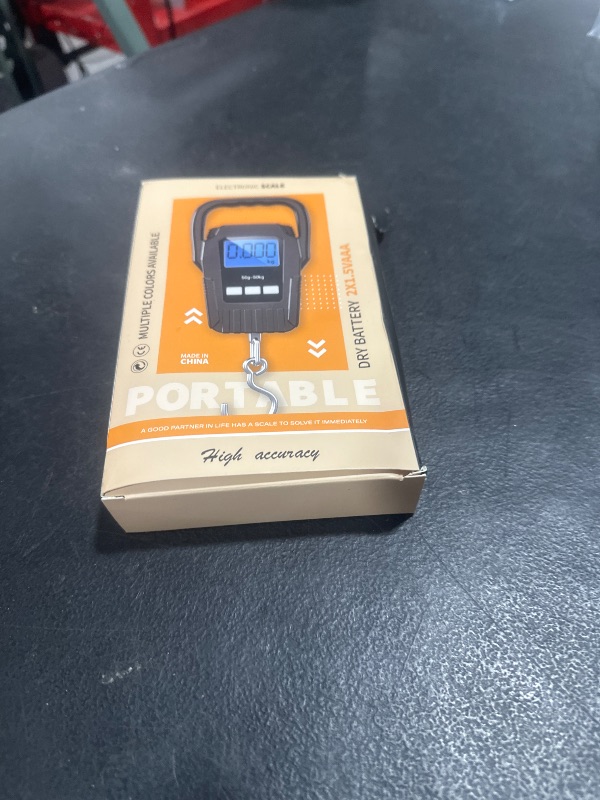 ELECTRONIC SCALE
MULTIPLE COLORS AVAILABLE
CE
0.000
kg
50kg
DRY BATTERY 2X1.5VAAA
MADE IN
CHINA
PORTABLE
A GOOD PARTNER IN LIFE HAS A SCALE TO SOLVE IT IMMEDIATELY
High accuracy